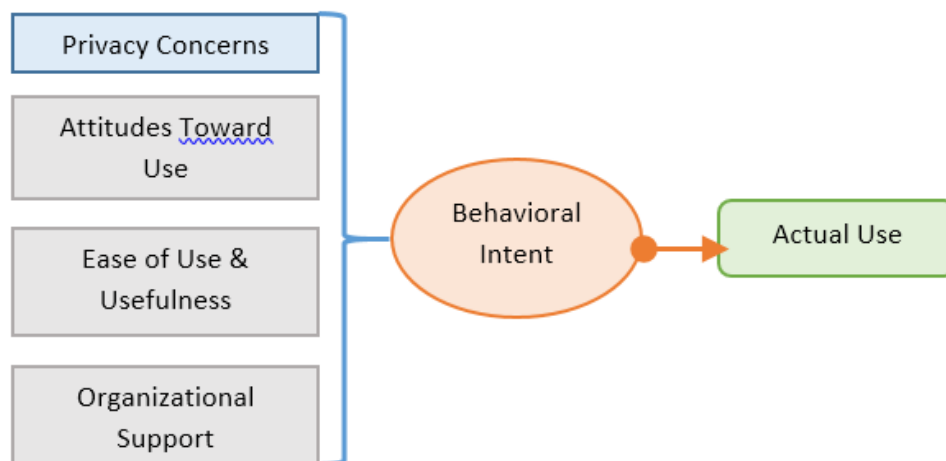 Privacy Concerns
Attitudes Toward
Use
Ease of Use &
Usefulness
Organizational
Support
Behavioral
Intent
Actual Use